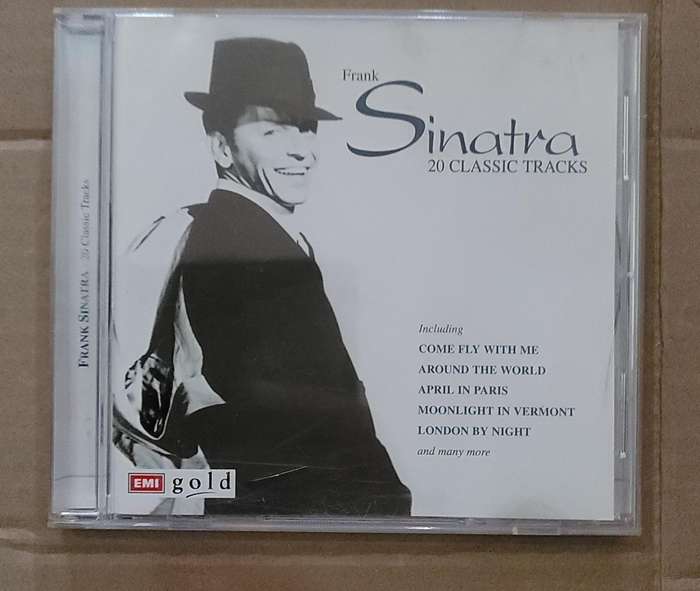 Frank
Sinatra
20 CLASSIC TRACKS
Including
COME FLY WITH ME
AROUND THE WORLD
APRIL IN PARIS
MOONLIGHT IN VERMONT
LONDON BY NIGHT
and many more
EMI gold
FRANK SINATRA 20 Classic Tracks